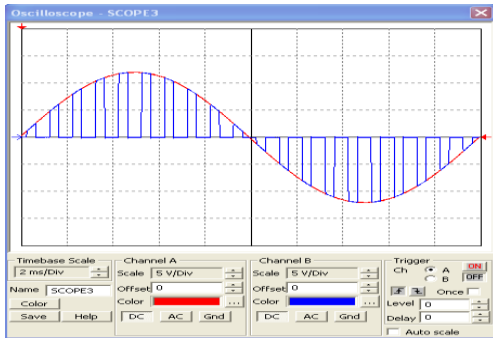 Oscilloscope - SCOPE3
Timebase Scale
2 ms/Div
Name SCOPE3
Color
Save Help
Channel A
Scale 5 V/Div
Offset 0
Color ...
DC AC Gnd
Channel B
Scale 5 V/Div
Offset 0
Color ...
DC AC Gnd
Trigger
Ch A ON
B OFF
Once
Level 0
Delay 0
Auto scale